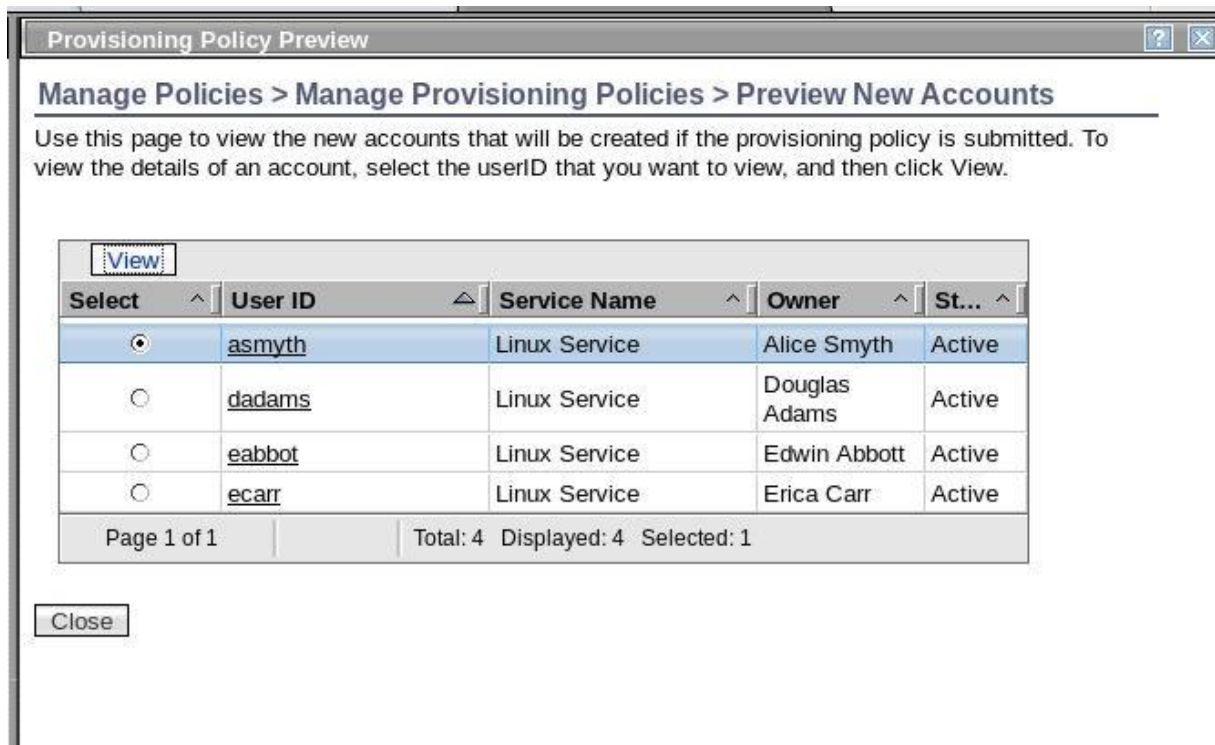 Provisioning Policy Preview ?
Manage Policies > Manage Provisioning Policies > Preview New Accounts
Use this page to view the new accounts that will be created if the provisioning policy is submitted. To
view the details of an account, select the userID that you want to view, and then click View.
View
Select User ID Service Name Owner St...
asmyth Linux Service Alice Smyth Active
dadams Linux Service Douglas Adams Active
eabbot Linux Service Edwin Abbott Active
ecarr Linux Service Erica Carr Active
Page 1 of 1 Total: 4 Displayed: 4 Selected: 1
Close